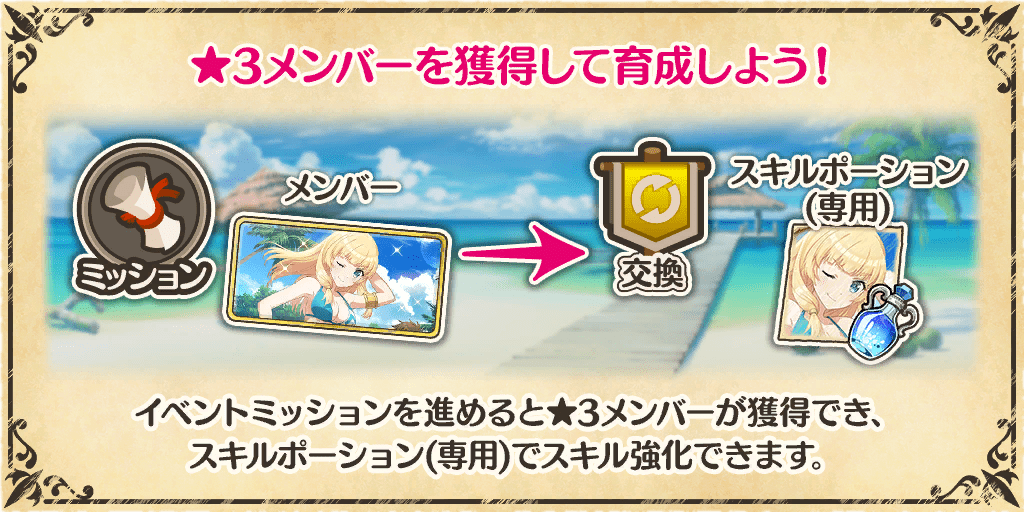 ★3メンバーを獲得して育成しよう!
ミッション
メンバー
交換
スキルポーション
(専用)
イベントミッションを進めると★3メンバーが獲得でき、
スキルポーション(専用)でスキル強化できます。